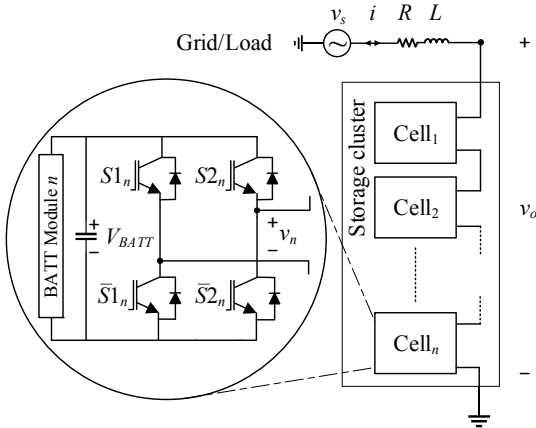 Grid/Load
v_s
i
R
L
+
Storage cluster
Cell_1
Cell_2
Cell_n
v_o
−
BATT Module n
+
V_BATT
−
S1_n
S2_n
+
v_n
−
S̄1_n
S̄2_n